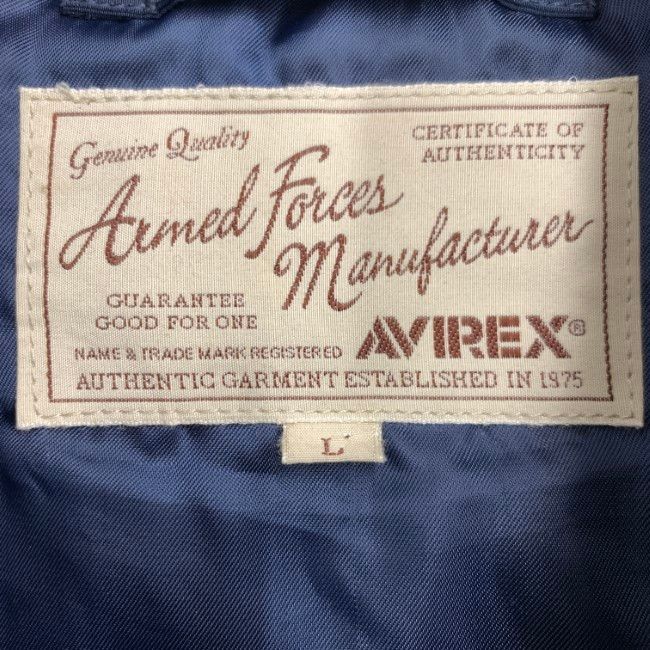 Genuine Quality
CERTIFICATE OF
AUTHENTICITY
Armed Forces
Manufacturer
GUARANTEE
GOOD FOR ONE
NAME & TRADE MARK REGISTERED
AVIREX®
AUTHENTIC GARMENT ESTABLISHED IN 1975
L